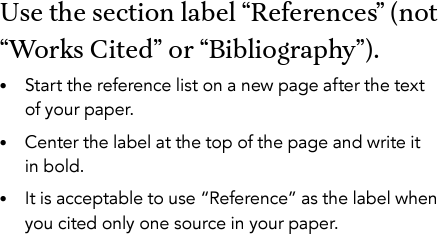 Use the section label “References” (not
“Works Cited” or “Bibliography”).
• Start the reference list on a new page after the text
of your paper.
• Center the label at the top of the page and write it
in bold.
• It is acceptable to use “Reference” as the label when
you cited only one source in your paper.